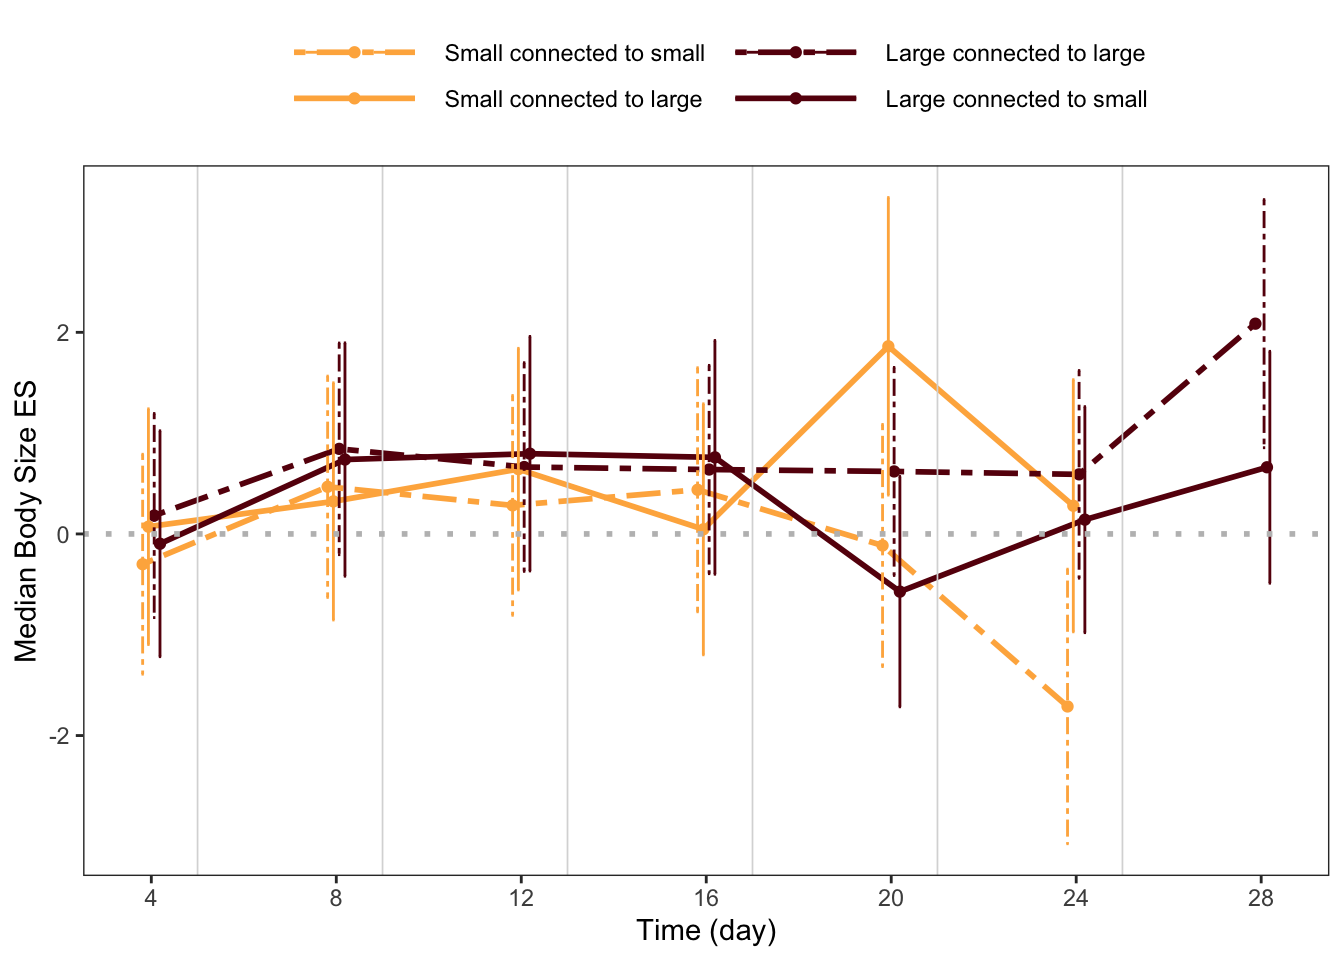 Small connected to small
Large connected to large
Small connected to large
Large connected to small
Median Body Size ES
2
0
-2
4 8 12 16 20 24 28
Time (day)